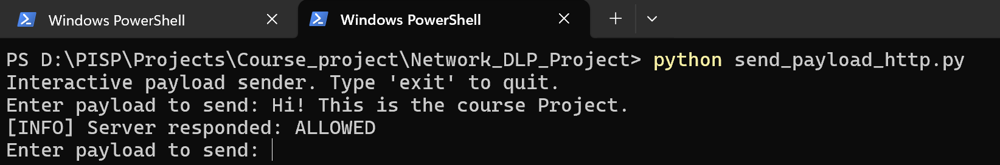 Windows PowerShell
Windows PowerShell
PS D:\PISP\Projects\Course_project\Network_DLP_Project> python send_payload_http.py
Interactive payload sender. Type 'exit' to quit.
Enter payload to send: Hi! This is the course Project.
[INFO] Server responded: ALLOWED
Enter payload to send: